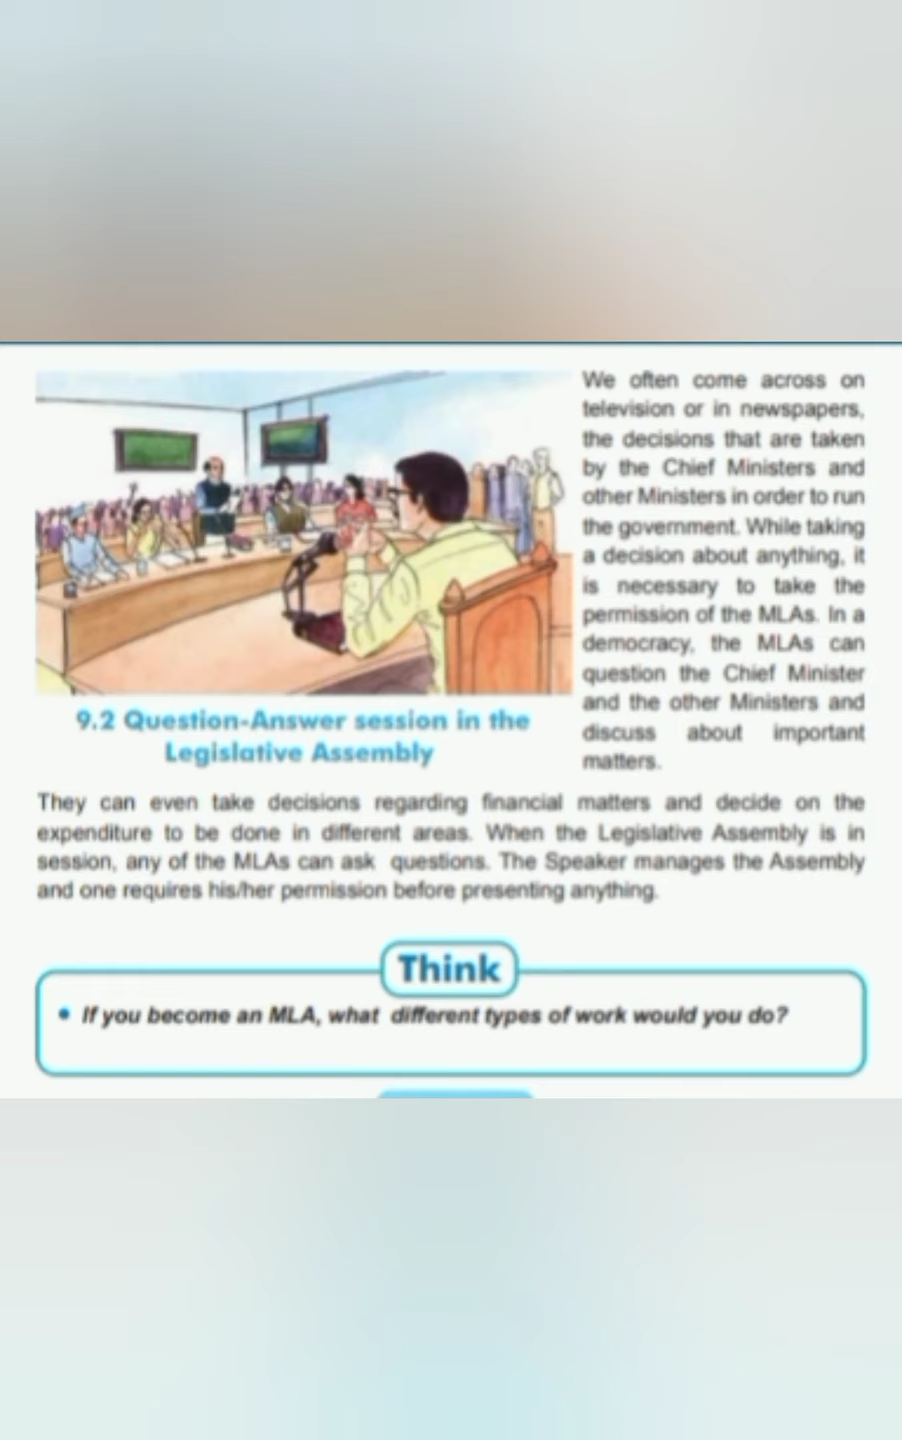 We often come across on
television or in newspapers,
the decisions that are taken
by the Chief Ministers and
other Ministers in order to run
the government. While taking
a decision about anything, it
is necessary to take the
permission of the MLAs. In a
democracy, the MLAs can
question the Chief Minister
and the other Ministers and
discuss about important
matters.
9.2 Question-Answer session in the
Legislative Assembly
They can even take decisions regarding financial matters and decide on the
expenditure to be done in different areas. When the Legislative Assembly is in
session, any of the MLAs can ask questions. The Speaker manages the Assembly
and one requires his/her permission before presenting anything.
Think
• If you become an MLA, what different types of work would you do?